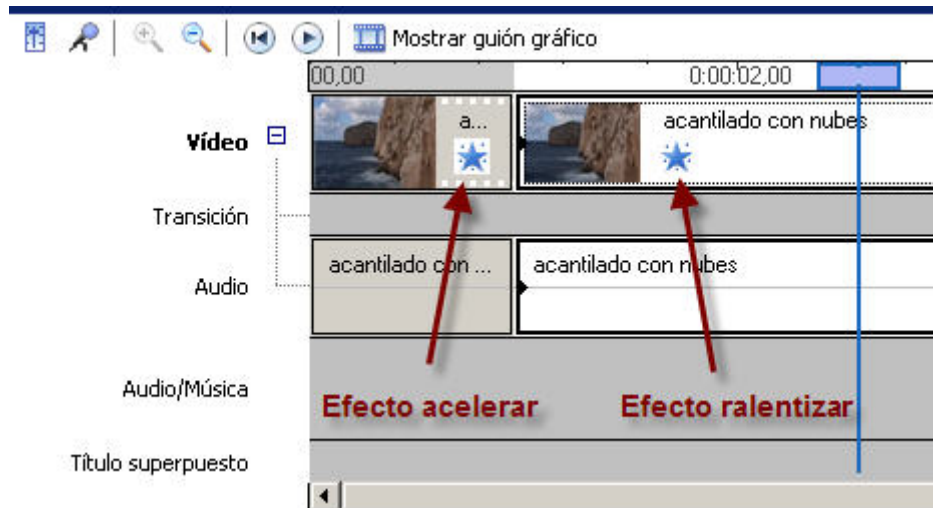 Mostrar guión gráfico
00,00 0:00:02,00
Vídeo
a...
acantilado con nubes
Transición
Audio
acantilado con ...
acantilado con nubes
Audio/Música
Efecto acelerar
Efecto ralentizar
Título superpuesto